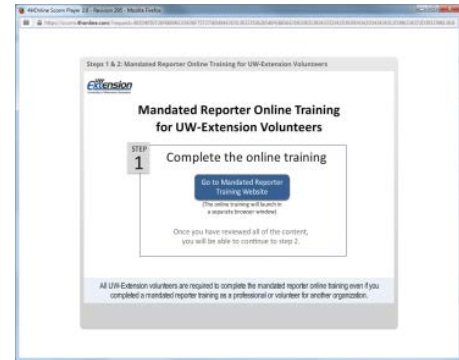 4HOnline Scorm Player 2.0 - Revision 205 - Mozilla Firefox
Steps 1 & 2: Mandated Reporter Online Training for UW-Extension Volunteers
UW
Extension
Mandated Reporter Online Training
for UW-Extension Volunteers
STEP
1
Complete the online training
Go to Mandated Reporter
Training Website
(The online training will launch in
a separate browser window)
Once you have reviewed all of the content,
you will be able to continue to step 2.
All UW-Extension volunteers are required to complete the mandated reporter online training even if you
completed a mandated reporter training as a professional or volunteer for another organization.